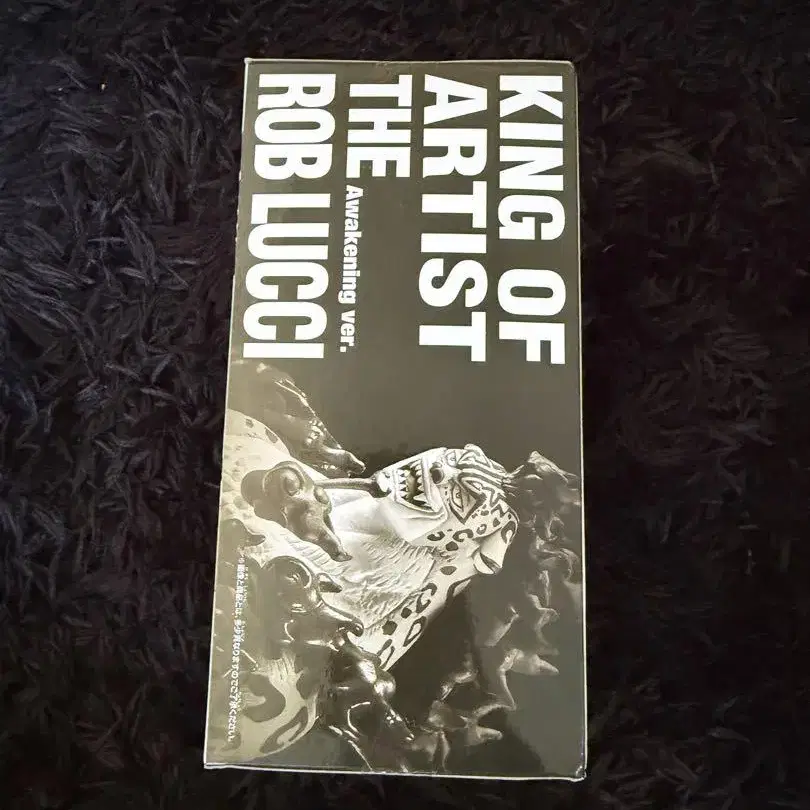 KING OF
ARTIST
THE
Awakening ver.
ROB LUCCI